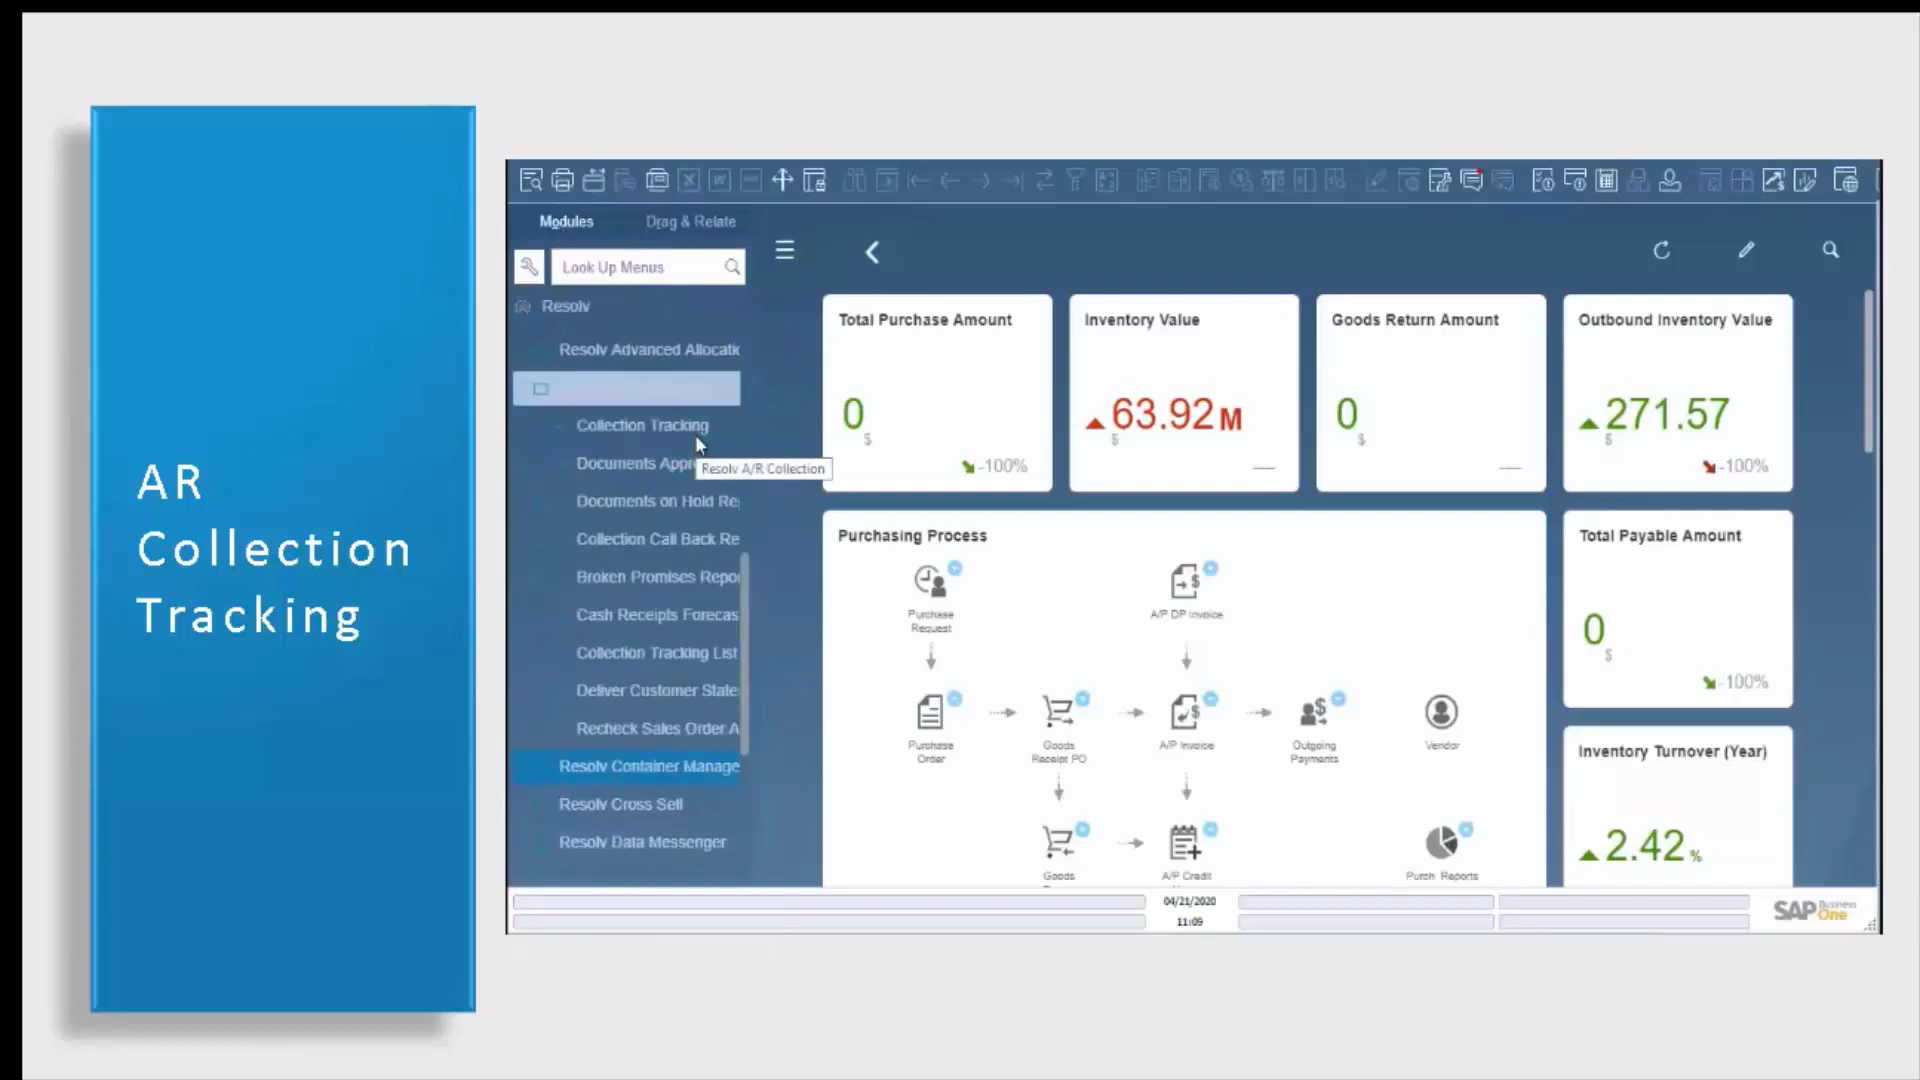 AR
Collection
Tracking
Modules
Drag & Relate
Look Up Menus
Resolv
Resolv Advanced Allocatic
Collection Tracking
Documents Appr
Resolv A/R Collection
Documents on Hold Re
Collection Call Back Re
Broken Promises Repo
Cash Receipts Forecas
Collection Tracking List
Deliver Customer State
Recheck Sales Order A
Resolv Container Manage
Resolv Cross Sell
Resolv Data Messenger
Total Purchase Amount
0
$
-100%
Inventory Value
63.92 M
$
Goods Return Amount
0
$
Outbound Inventory Value
271.57
$
-100%
Purchasing Process
Purchase
Request
A/P DP Invoice
Purchase
Order
Goods
Receipt PO
A/P Invoice
Outgoing
Payments
Vendor
Goods
A/P Credit
Purch. Reports
Total Payable Amount
0
$
-100%
Inventory Turnover (Year)
2.42 %
04/21/2020
11:09
SAP Business
One